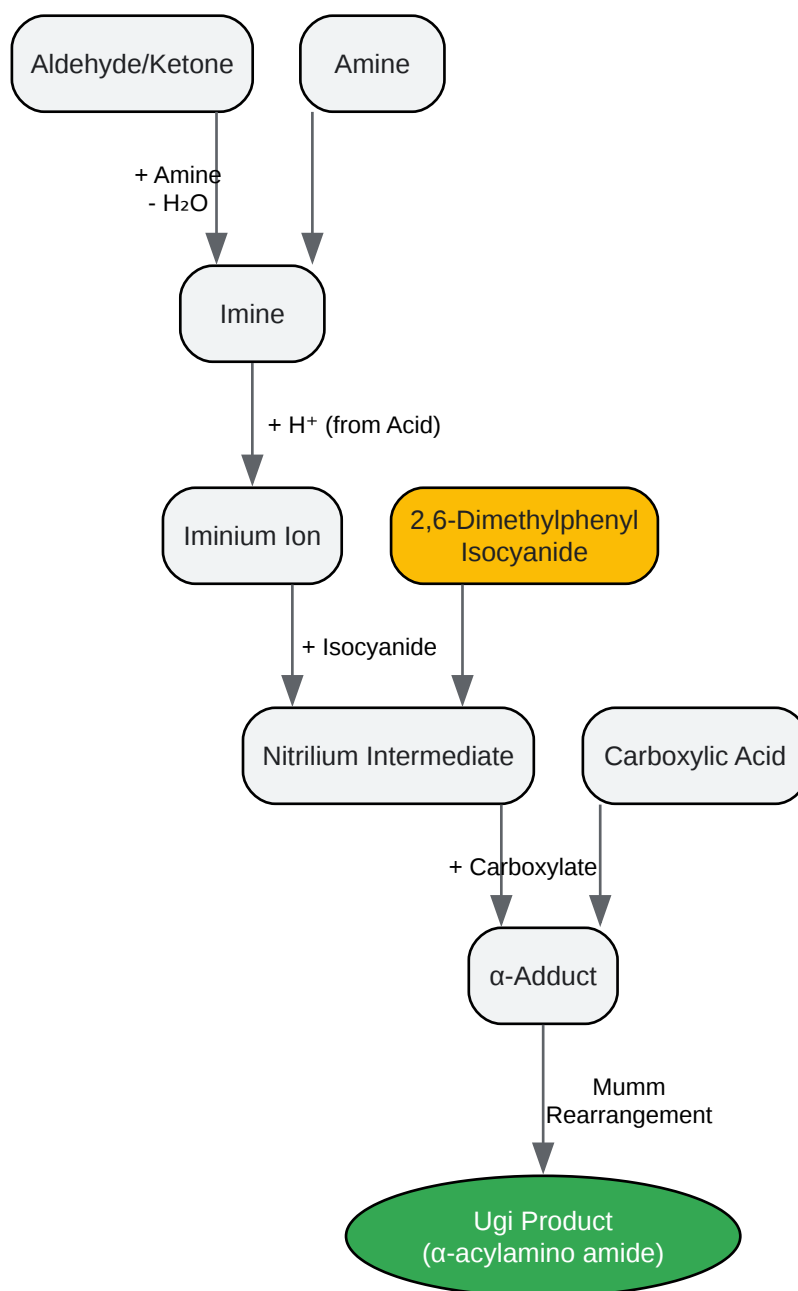 Aldehyde/Ketone
Amine
+ Amine
- H₂O
Imine
+ H⁺ (from Acid)
Iminium Ion
2,6-Dimethylphenyl
Isocyanide
+ Isocyanide
Nitrilium Intermediate
Carboxylic Acid
+ Carboxylate
α-Adduct
Mumm
Rearrangement
Ugi Product
(α-acylamino amide)